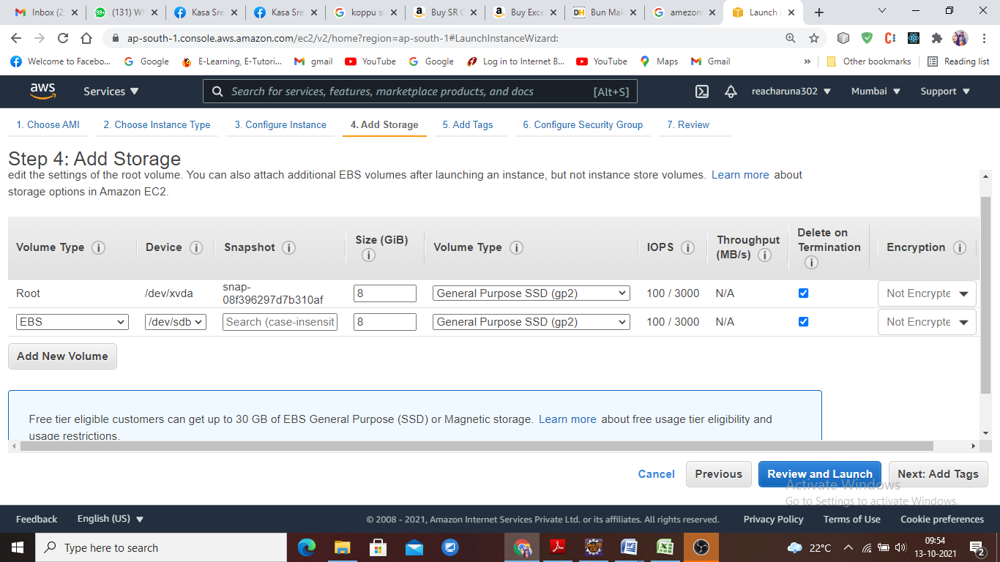 Inbox (2
99+
(131) W
Kasa Sre
Kasa Sre
koppu s
Buy SR C
Buy Exce
DH
Bun Ma
amezon
Launch
ap-south-1.console.aws.amazon.com/ec2/v2/home?region=ap-south-1#LaunchInstanceWizard:
Welcome to Facebo...
Google
E-Learning, E-Tutori...
gmail
YouTube
Google
Log in to Internet B...
YouTube
Maps
Gmail
»
Other bookmarks
Reading list
aws
Services
Search for services, features, marketplace products, and docs
[Alt+S]
reacharuna302
Mumbai
Support
1. Choose AMI
2. Choose Instance Type
3. Configure Instance
4. Add Storage
5. Add Tags
6. Configure Security Group
7. Review
Step 4: Add Storage
edit the settings of the root volume. You can also attach additional EBS volumes after launching an instance, but not instance store volumes. Learn more about
storage options in Amazon EC2.
Volume Type
Device
Snapshot
Size (GiB)
Volume Type
IOPS
Throughput
(MB/s)
Delete on
Termination
Encryption
Root
/dev/xvda
snap-
08f396297d7b310af
8
General Purpose SSD (gp2)
100 / 3000
N/A
Not Encrypte
EBS
/dev/sdb
Search (case-insensit
8
General Purpose SSD (gp2)
100 / 3000
N/A
Not Encrypte
Add New Volume
Free tier eligible customers can get up to 30 GB of EBS General Purpose (SSD) or Magnetic storage. Learn more about free usage tier eligibility and
usage restrictions.
Cancel
Previous
Review and Launch
Next: Add Tags
Activate Windows
Go to Settings to activate Windows.
Feedback
English (US)
© 2008 - 2021, Amazon Internet Services Private Ltd. or its affiliates. All rights reserved.
Privacy Policy
Terms of Use
Cookie preferences
Type here to search
22°C
09:54
13-10-2021
2